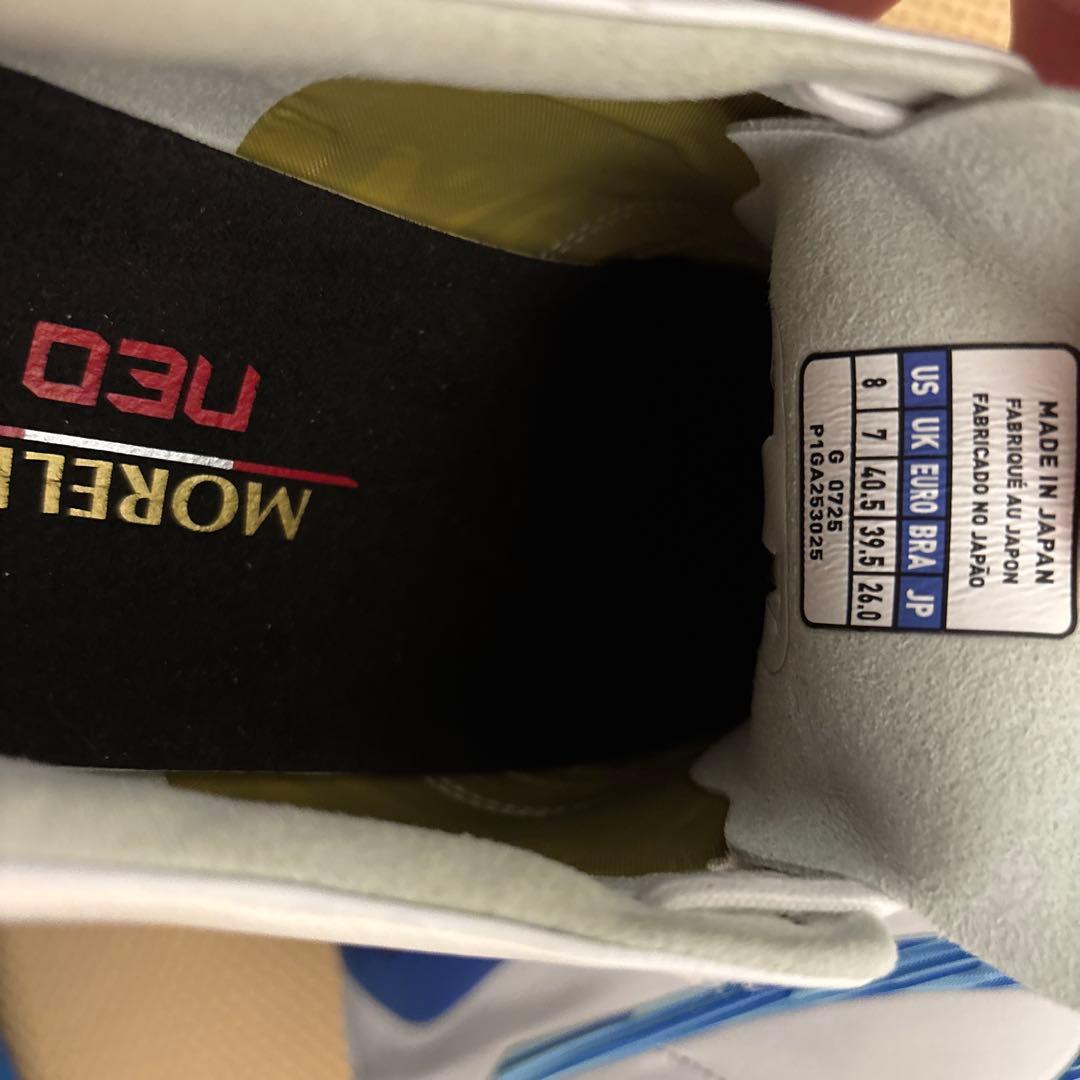 MADE IN JAPAN
FABRIQUÉ AU JAPON
FABRICADO NO JAPÃO
US UK EURO BRA JP
8 7 40.5 39.5 26.0
G 0725
P1GA253025
MOREL
neo